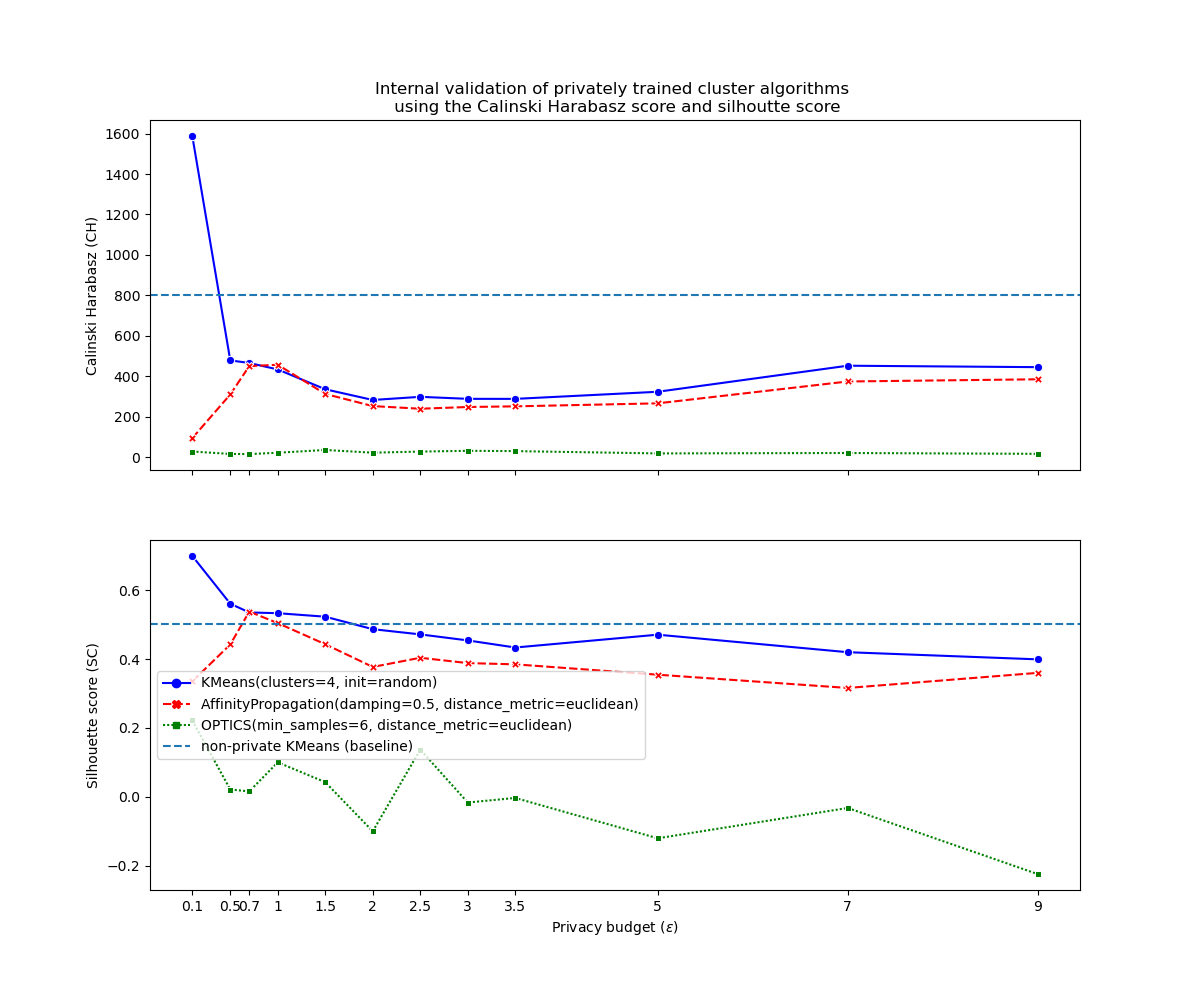 Internal validation of privately trained cluster algorithms
using the Calinski Harabasz score and silhoutte score
Calinski Harabasz (CH)
1600
1400
1200
1000
800
600
400
200
0
Silhouette score (SC)
0.6
0.4
0.2
0.0
−0.2
KMeans(clusters=4, init=random)
AffinityPropagation(damping=0.5, distance_metric=euclidean)
OPTICS(min_samples=6, distance_metric=euclidean)
non-private KMeans (baseline)
0.1 0.5 0.7 1 1.5 2 2.5 3 3.5 5 7 9
Privacy budget (ε)